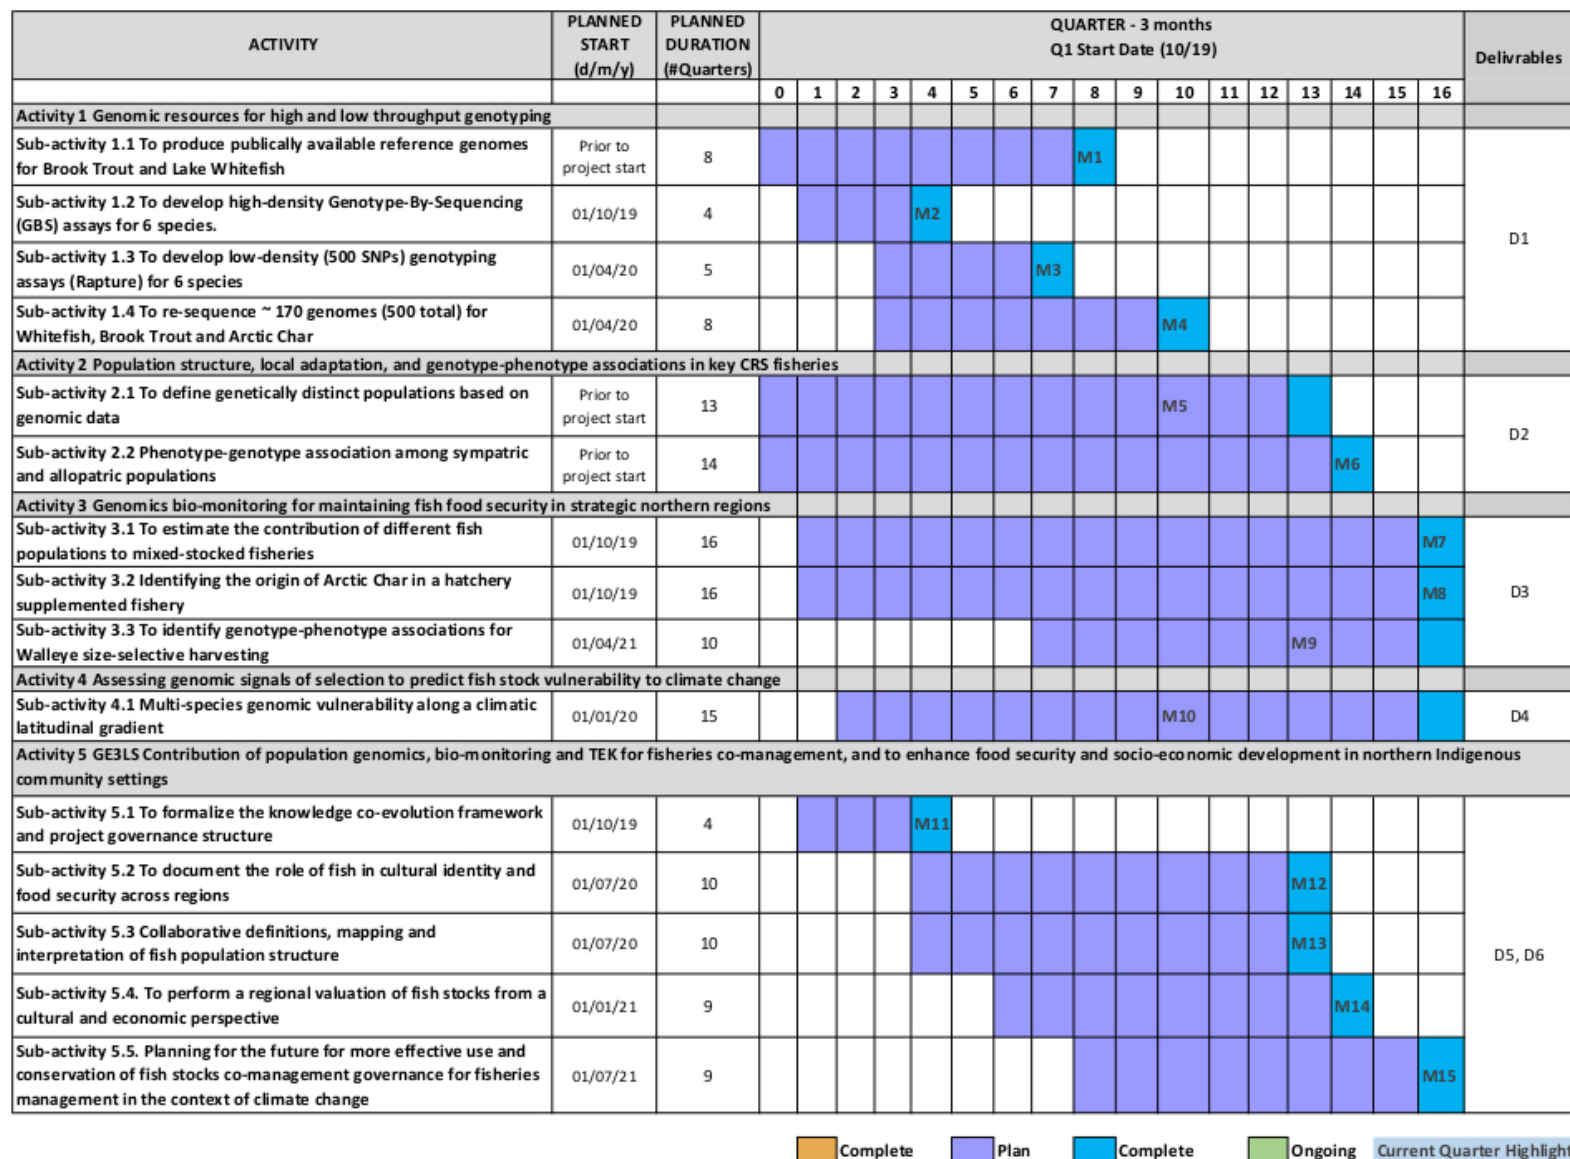 ACTIVITY
PLANNED
START
(d/m/y)
PLANNED
DURATION
(#Quarters)
QUARTER - 3 months
Q1 Start Date (10/19)
Delivrables
0 1 2 3 4 5 6 7 8 9 10 11 12 13 14 15 16
Activity 1 Genomic resources for high and low throughput genotyping
Sub-activity 1.1 To produce publically available reference genomes
for Brook Trout and Lake Whitefish
Prior to
project start
8
M1
Sub-activity 1.2 To develop high-density Genotype-By-Sequencing
(GBS) assays for 6 species.
01/10/19
4
M2
D1
Sub-activity 1.3 To develop low-density (500 SNPs) genotyping
assays (Rapture) for 6 species
01/04/20
5
M3
Sub-activity 1.4 To re-sequence ~ 170 genomes (500 total) for
Whitefish, Brook Trout and Arctic Char
01/04/20
8
M4
Activity 2 Population structure, local adaptation, and genotype-phenotype associations in key CRS fisheries
Sub-activity 2.1 To define genetically distinct populations based on
genomic data
Prior to
project start
13
M5
D2
Sub-activity 2.2 Phenotype-genotype association among sympatric
and allopatric populations
Prior to
project start
14
M6
Activity 3 Genomics bio-monitoring for maintaining fish food security in strategic northern regions
Sub-activity 3.1 To estimate the contribution of different fish
populations to mixed-stocked fisheries
01/10/19
16
M7
Sub-activity 3.2 Identifying the origin of Arctic Char in a hatchery
supplemented fishery
01/10/19
16
M8
D3
Sub-activity 3.3 To identify genotype-phenotype associations for
Walleye size-selective harvesting
01/04/21
10
M9
Activity 4 Assessing genomic signals of selection to predict fish stock vulnerability to climate change
Sub-activity 4.1 Multi-species genomic vulnerability along a climatic
latitudinal gradient
01/01/20
15
M10
D4
Activity 5 GE3LS Contribution of population genomics, bio-monitoring and TEK for fisheries co-management, and to enhance food security and socio-economic development in northern Indigenous
community settings
Sub-activity 5.1 To formalize the knowledge co-evolution framework
and project governance structure
01/10/19
4
M11
Sub-activity 5.2 To document the role of fish in cultural identity and
food security across regions
01/07/20
10
M12
Sub-activity 5.3 Collaborative definitions, mapping and
interpretation of fish population structure
01/07/20
10
M13
D5, D6
Sub-activity 5.4. To perform a regional valuation of fish stocks from a
cultural and economic perspective
01/01/21
9
M14
Sub-activity 5.5. Planning for the future for more effective use and
conservation of fish stocks co-management governance for fisheries
management in the context of climate change
01/07/21
9
M15
Complete Plan Complete Ongoing Current Quarter Highlight